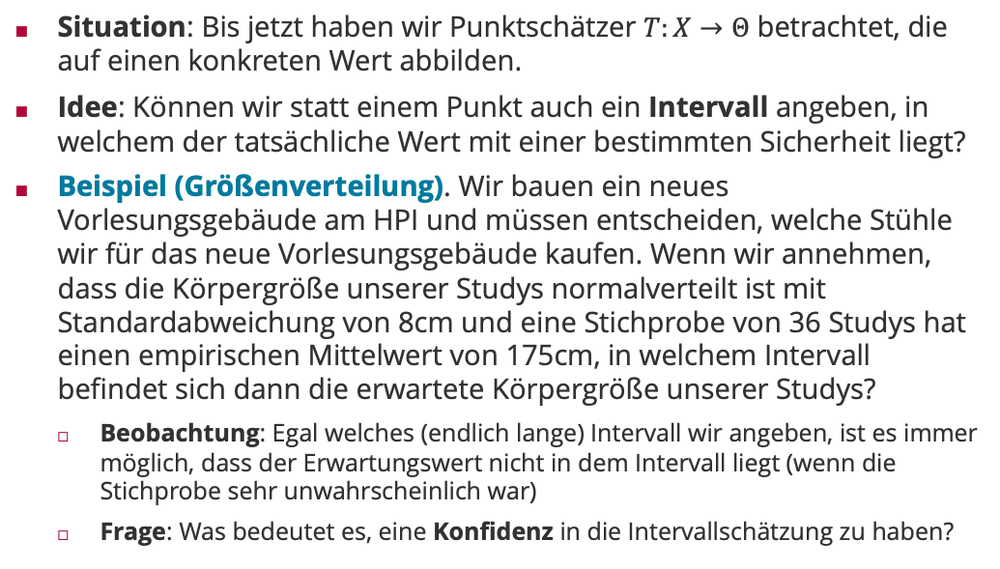 Situation: Bis jetzt haben wir Punktschätzer T: X → Θ betrachtet, die
auf einen konkreten Wert abbilden.
Idee: Können wir statt einem Punkt auch ein Intervall angeben, in
welchem der tatsächliche Wert mit einer bestimmten Sicherheit liegt?
Beispiel (Größenverteilung). Wir bauen ein neues
Vorlesungsgebäude am HPI und müssen entscheiden, welche Stühle
wir für das neue Vorlesungsgebäude kaufen. Wenn wir annehmen,
dass die Körpergröße unserer Studys normalverteilt ist mit
Standardabweichung von 8cm und eine Stichprobe von 36 Studys hat
einen empirischen Mittelwert von 175cm, in welchem Intervall
befindet sich dann die erwartete Körpergröße unserer Studys?
Beobachtung: Egal welches (endlich lange) Intervall wir angeben, ist es immer
möglich, dass der Erwartungswert nicht in dem Intervall liegt (wenn die
Stichprobe sehr unwahrscheinlich war)
Frage: Was bedeutet es, eine Konfidenz in die Intervallschätzung zu haben?